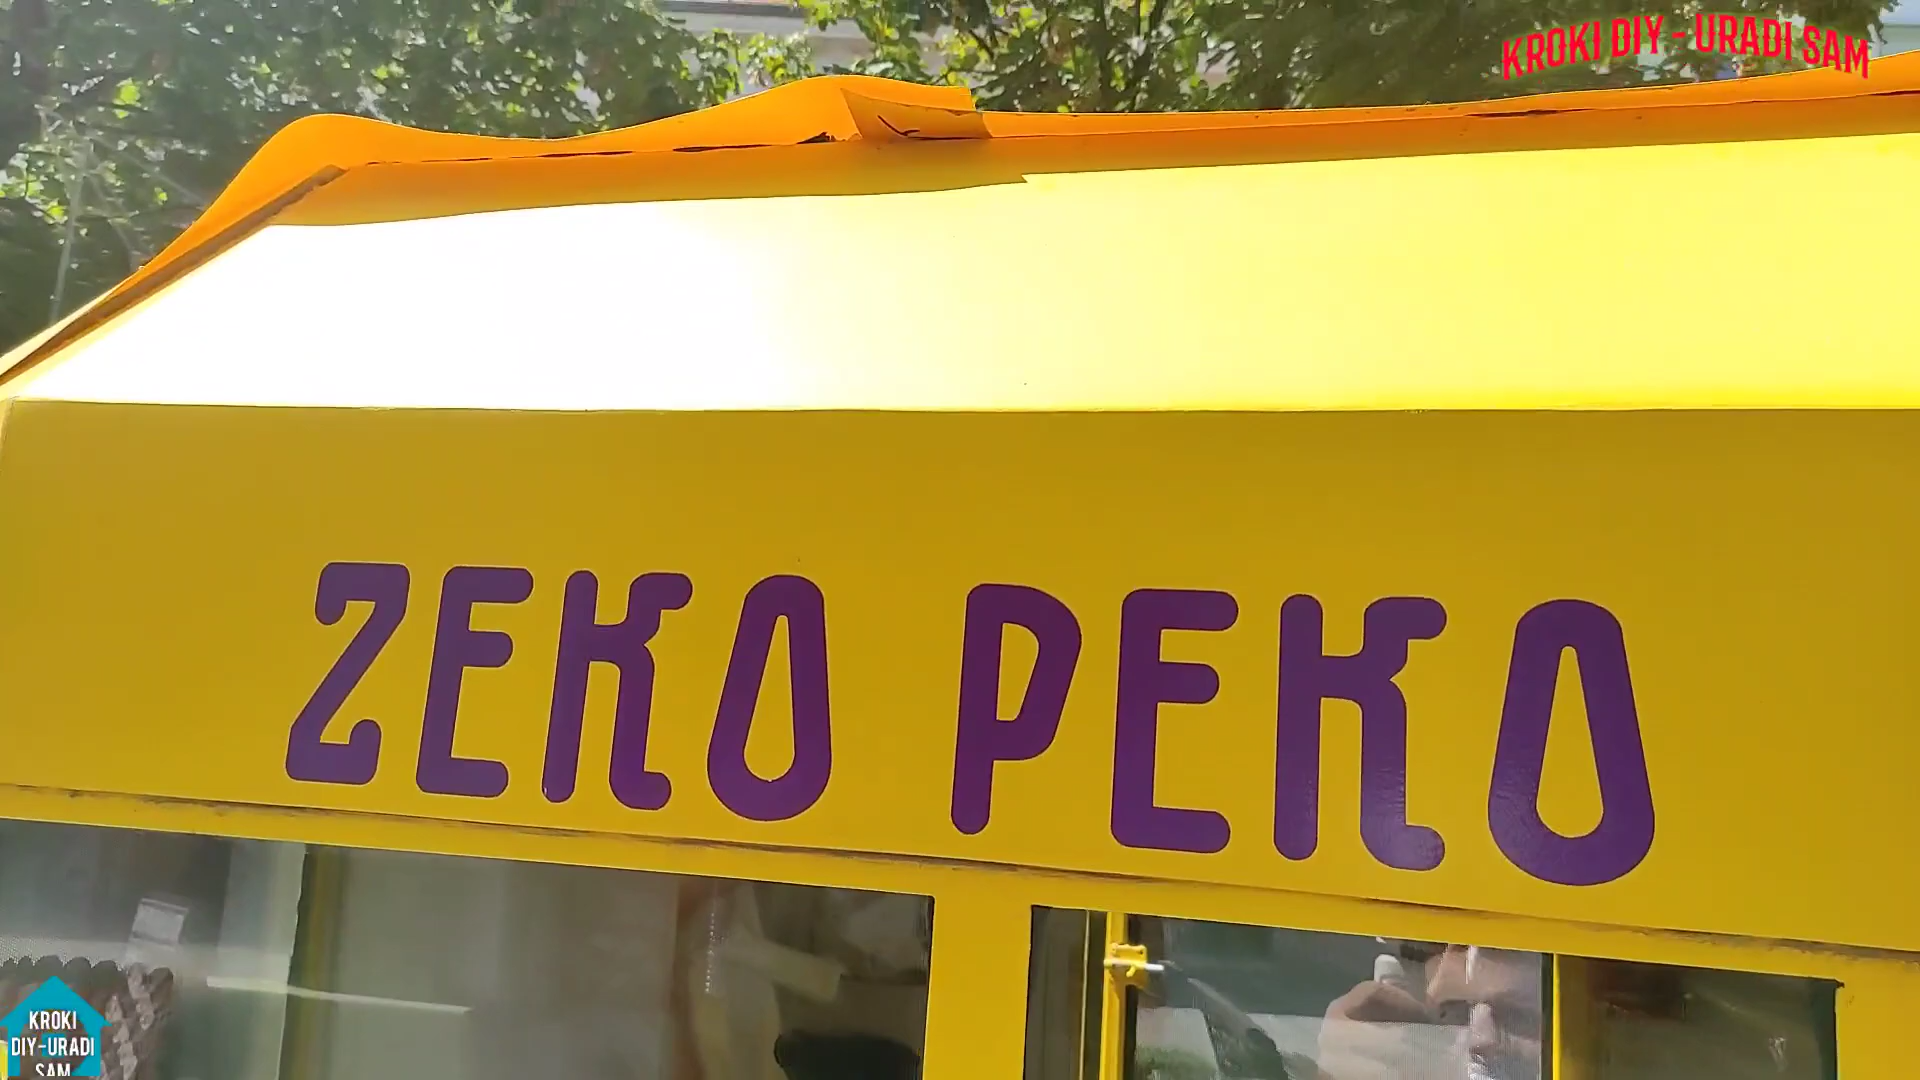 KROKI DIY - URADI SAM
ZEKO PEKO
KROKI
DIY-URADI
SAM